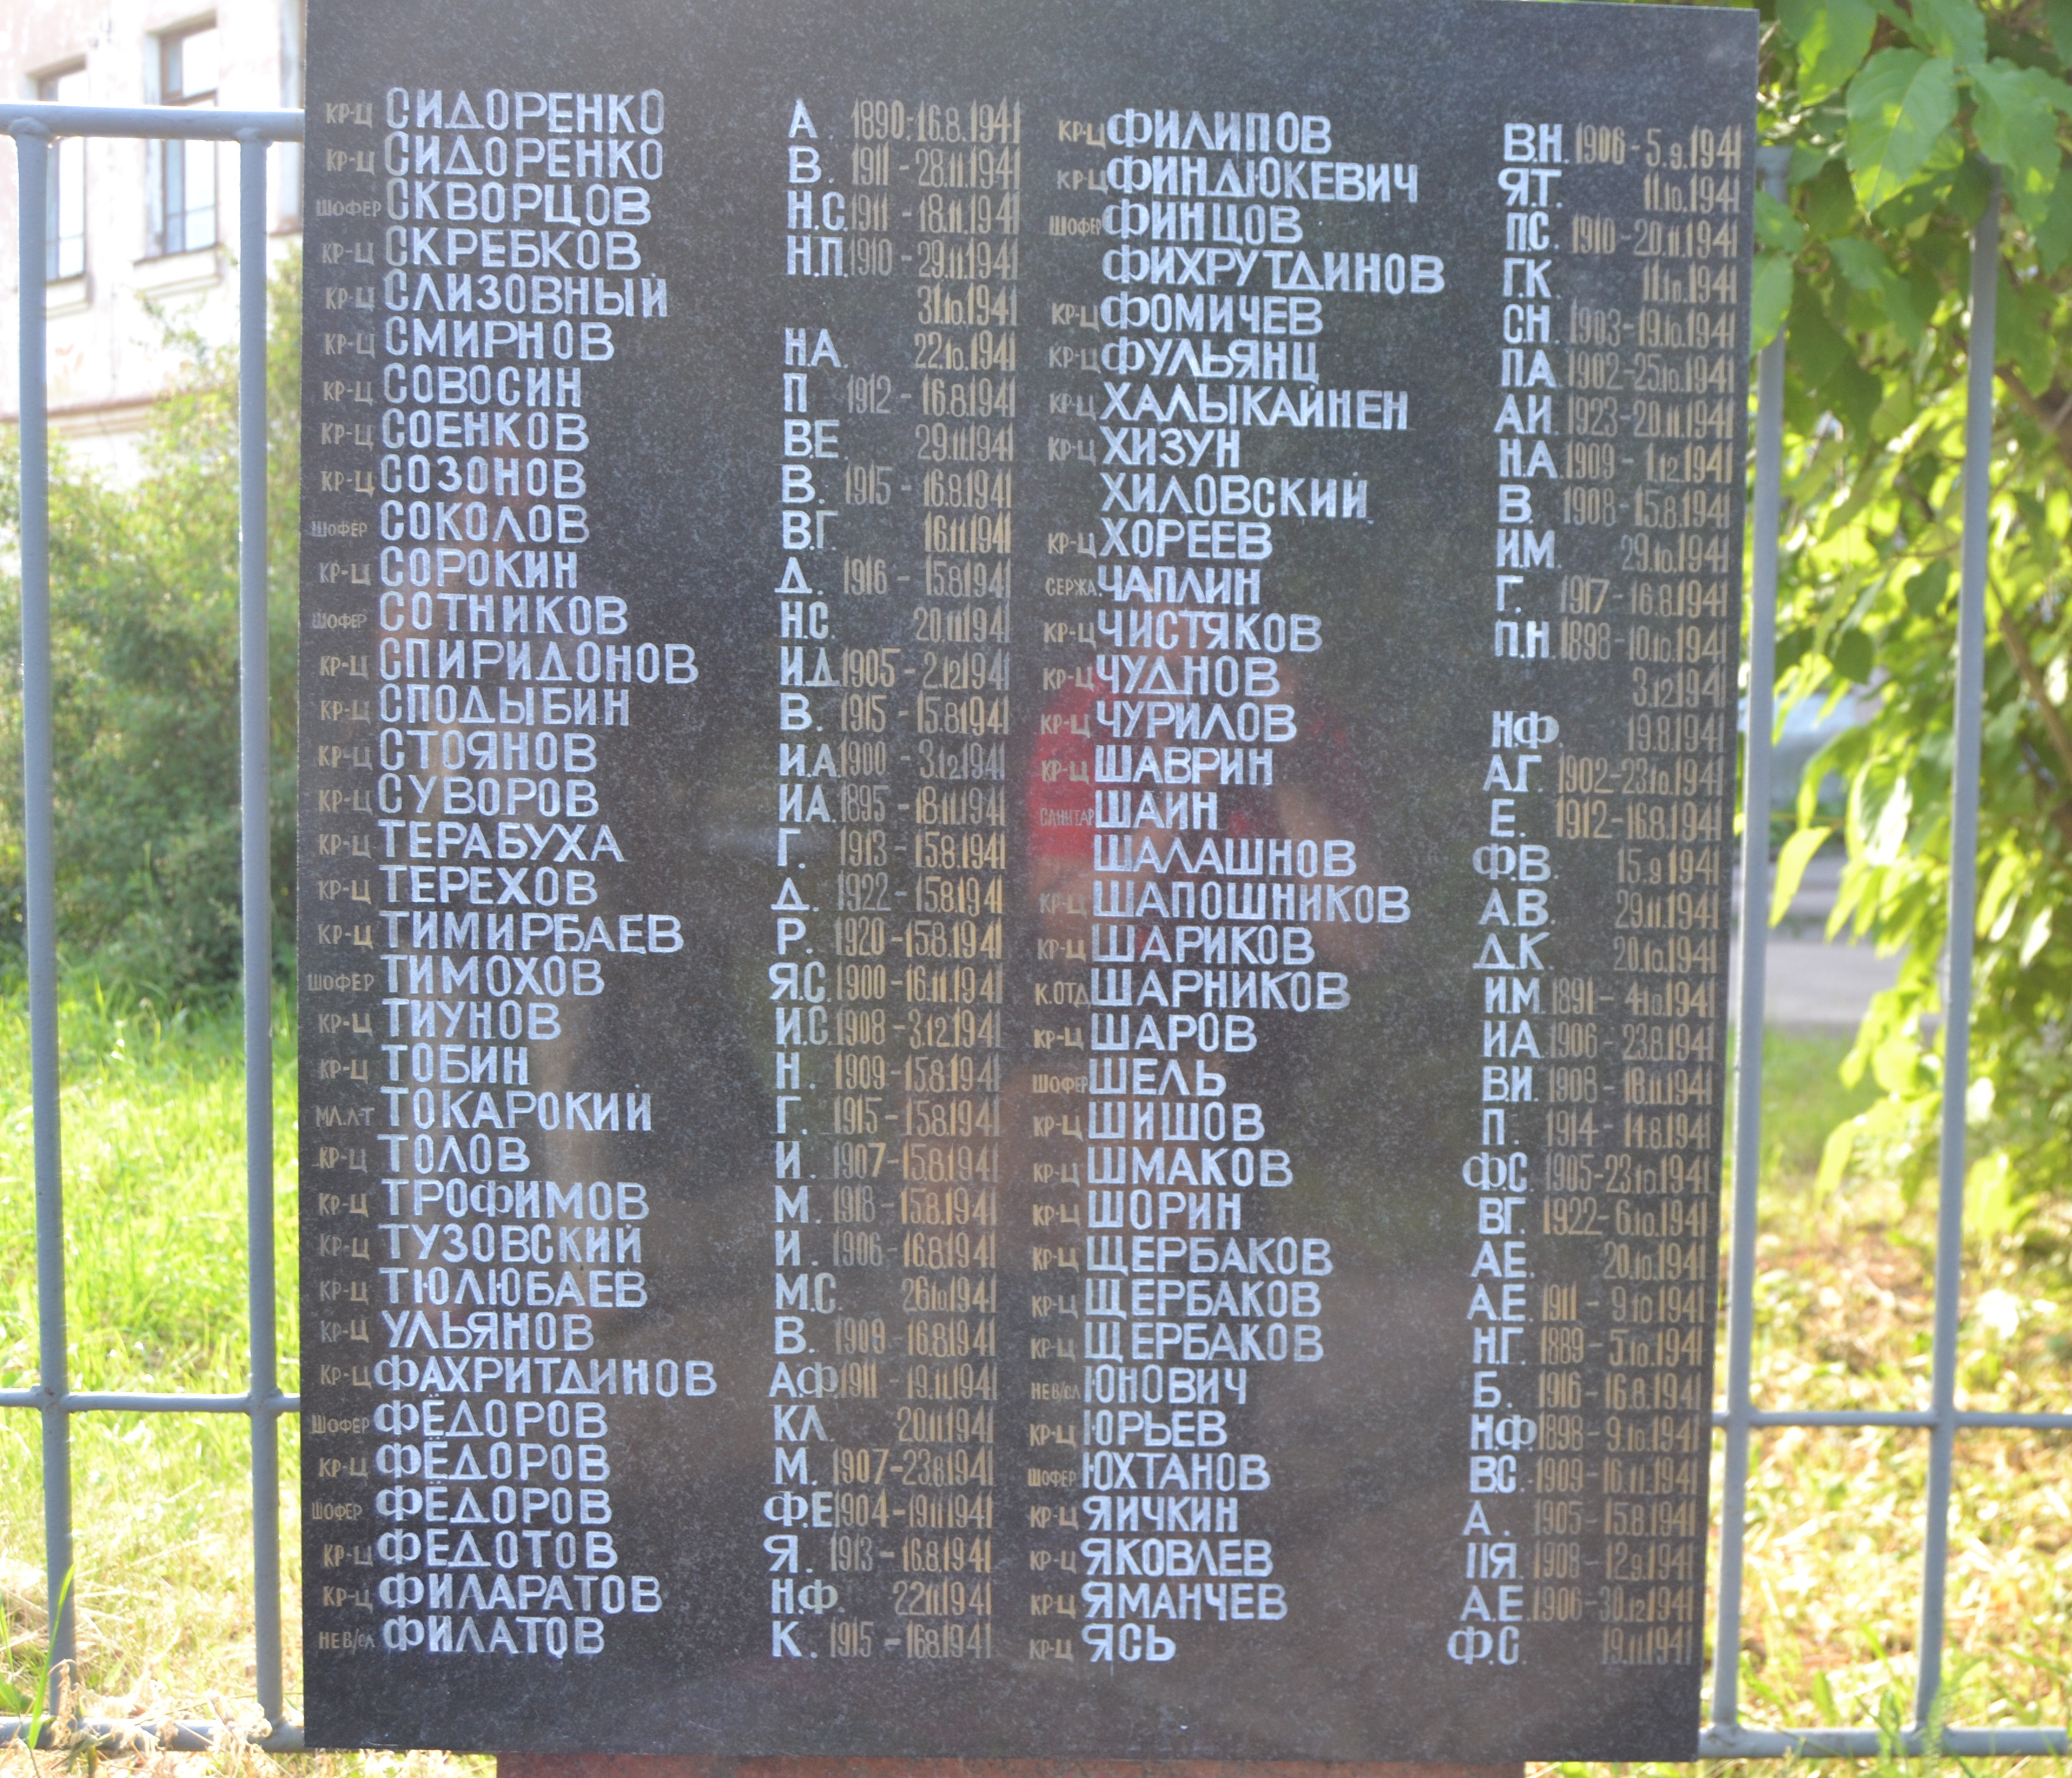 КР-Ц СИДОРЕНКО А. 1890-16.8.1941
КР-Ц СИДОРЕНКО В. 1911-28.11.1941
ШОФЕР СКВОРЦОВ Н.С. 1911-18.11.1941
КР-Ц СКРЕБКОВ Н.П. 1910-29.11.1941
КР-Ц СЛИЗОВНЫЙ 31.10.1941
КР-Ц СМИРНОВ Н.А. 22.10.1941
КР-Ц СОВОСИН П 1912-16.8.1941
КР-Ц СОЕНКОВ В.Е. 29.11.1941
КР-Ц СОЗОНОВ В. 1915-16.8.1941
ШОФЕР СОКОЛОВ В.Г. 16.11.1941
КР-Ц СОРОКИН Д. 1916-15.8.1941
ШОФЕР СОТНИКОВ Н.С. 20.11.1941
КР-Ц СПИРИДОНОВ И.Д. 1905-2.12.1941
КР-Ц СПОДЫБИН В. 1915-15.8.1941
КР-Ц СТОЯНОВ И.А. 1900-3.12.1941
КР-Ц СУВОРОВ И.А. 1895-18.11.1941
КР-Ц ТЕРАБУХА Г. 1913-15.8.1941
КР-Ц ТЕРЕХОВ Д. 1922-15.8.1941
КР-Ц ТИМИРБАЕВ Р. 1920-15.8.1941
ШОФЕР ТИМОХОВ Я.С. 1900-16.11.1941
КР-Ц ТИУНОВ И.С. 1908-3.12.1941
КР-Ц ТОБИН Н. 1909-15.8.1941
МЛ.ЛТ ТОКАРОКИЙ Г. 1915-15.8.1941
КР-Ц ТОЛОВ И. 1907-15.8.1941
КР-Ц ТРОФИМОВ М. 1918-15.8.1941
КР-Ц ТУЗОВСКИЙ И. 1906-16.8.1941
КР-Ц ТЮЛЮБАЕВ М.С. 26.10.1941
КР-Ц УЛЬЯНОВ В. 1909-16.8.1941
КР-Ц ФАХРИТДИНОВ А.Ф. 1911-19.11.1941
ШОФЕР ФЁДОРОВ К.Л. 20.11.1941
КР-Ц ФЁДОРОВ М. 1907-23.8.1941
ШОФЕР ФЁДОРОВ Ф.Е. 1904-19.11.1941
КР-Ц ФЕДОТОВ Я. 1913-16.8.1941
КР-Ц ФИЛАРАТОВ Н.Ф. 22.11.1941
НЕВ/СЛ ФИЛАТОВ К. 1915-16.8.1941
КР-Ц ФИЛИПОВ В.Н. 1906-5.9.1941
КР-Ц ФИНДЮКЕВИЧ Я.Т. 11.10.1941
ШОФЕР ФИНЦОВ П.С. 1910-20.11.1941
ФИХРУТДИНОВ Г.К. 11.10.1941
КР-Ц ФОМИЧЕВ С.Н. 1903-19.10.1941
КР-Ц ФУЛЬЯНЦ П.А. 1902-25.10.1941
КР-Ц ХАЛЫКАЙНЕН А.И. 1923-20.11.1941
КР-Ц ХИЗУН Н.А. 1909-1.12.1941
ХИЛОВСКИЙ В. 1908-15.8.1941
КР-Ц ХОРЕЕВ И.М. 29.10.1941
СЕРЖА. ЧАПЛИН Г. 1917-16.8.1941
КР-Ц ЧИСТЯКОВ П.Н. 1898-10.10.1941
КР-Ц ЧУДНОВ 3.12.1941
КР-Ц ЧУРИЛОВ Н.Ф. 19.8.1941
КР-Ц ШАВРИН А.Г. 1902-23.10.1941
САНИТАР ШАИН Е. 1912-16.8.1941
ШАЛАШНОВ Ф.В. 15.9.1941
КР-Ц ШАПОШНИКОВ А.В. 29.11.1941
КР-Ц ШАРИКОВ Д.К. 20.10.1941
К.ОТД ШАРНИКОВ И.М. 1891-4.10.1941
КР-Ц ШАРОВ И.А. 1906-23.8.1941
ШОФЕР ШЕЛЬ В.И. 1908-18.11.1941
КР-Ц ШИШОВ П. 1914-14.8.1941
КР-Ц ШМАКОВ Ф.С. 1905-23.10.1941
КР-Ц ШОРИН В.Г. 1922-6.10.1941
КР-Ц ЩЕРБАКОВ А.Е. 20.10.1941
КР-Ц ЩЕРБАКОВ А.Е. 1911-9.10.1941
КР-Ц ЩЕРБАКОВ Н.Г. 1889-5.10.1941
НЕВ/СЛ ЮНОВИЧ Б. 1916-16.8.1941
КР-Ц ЮРЬЕВ Н.Ф. 1898-9.10.1941
ШОФЕР ЮХТАНОВ В.С. 1909-16.11.1941
КР-Ц ЯИЧКИН А. 1905-15.8.1941
КР-Ц ЯКОВЛЕВ П.Я. 1908-12.9.1941
КР-Ц ЯМАНЧЕВ А.Е. 1906-30.12.1941
КР-Ц ЯСЬ Ф.С. 19.11.1941